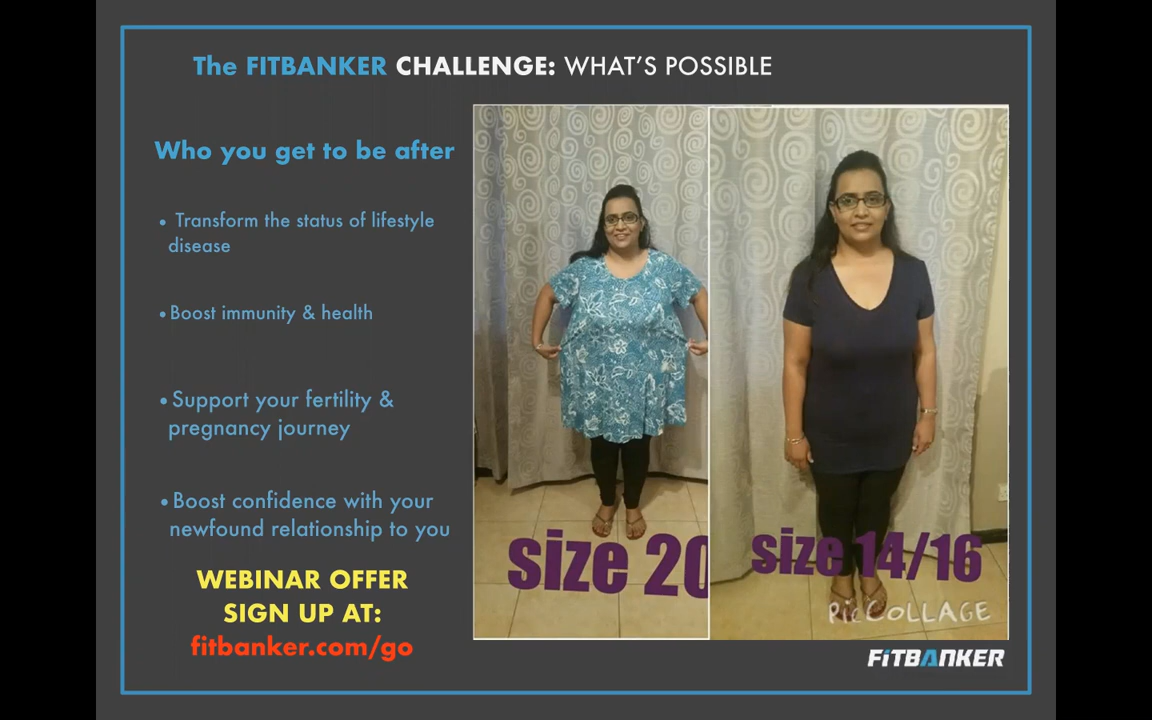 The FITBANKER CHALLENGE: WHAT'S POSSIBLE
Who you get to be after
• Transform the status of lifestyle
disease
• Boost immunity & health
• Support your fertility &
pregnancy journey
• Boost confidence with your
newfound relationship to you
WEBINAR OFFER
SIGN UP AT:
fitbanker.com/go
size 20
size 14/16
PicCOLLAGE
FiTBANKER